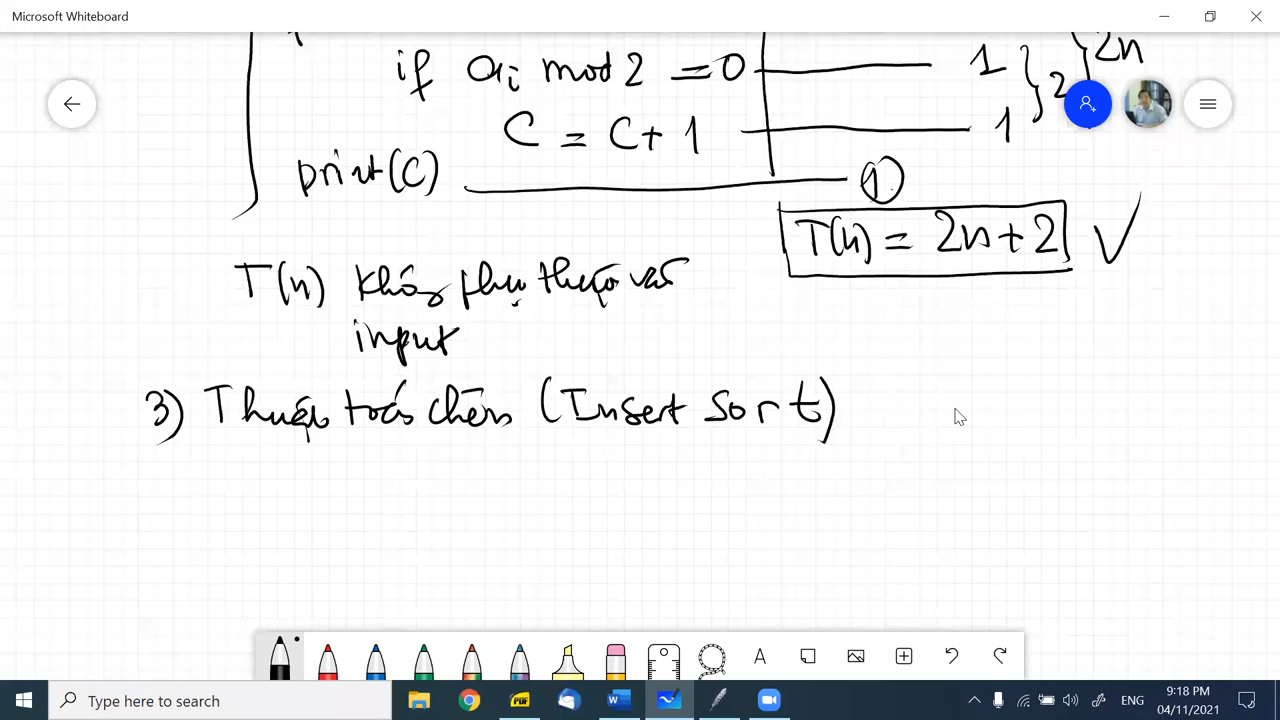 Microsoft Whiteboard
if ai mod 2 = 0 1 } 2 } 2n
C = C + 1 1
print(C) 1
T(n) = 2n + 2
T(n) không phụ thuộc vào
input
3) Thuật toán chèn (Insert sort)
A
Type here to search
PDF
ENG
9:18 PM
04/11/2021